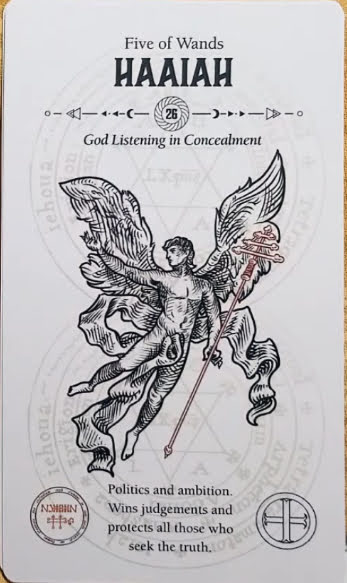 Five of Wands
HAAIAH
26
God Listening in Concealment
Politics and ambition.
Wins judgements and
protects all those who
seek the truth.